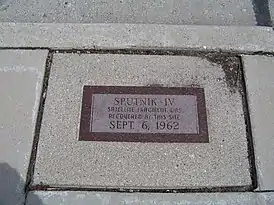 SPUTNIK IV
SATELLITE FRAGMENT WAS
RECOVERED AT THIS SITE
SEPT. 6, 1962